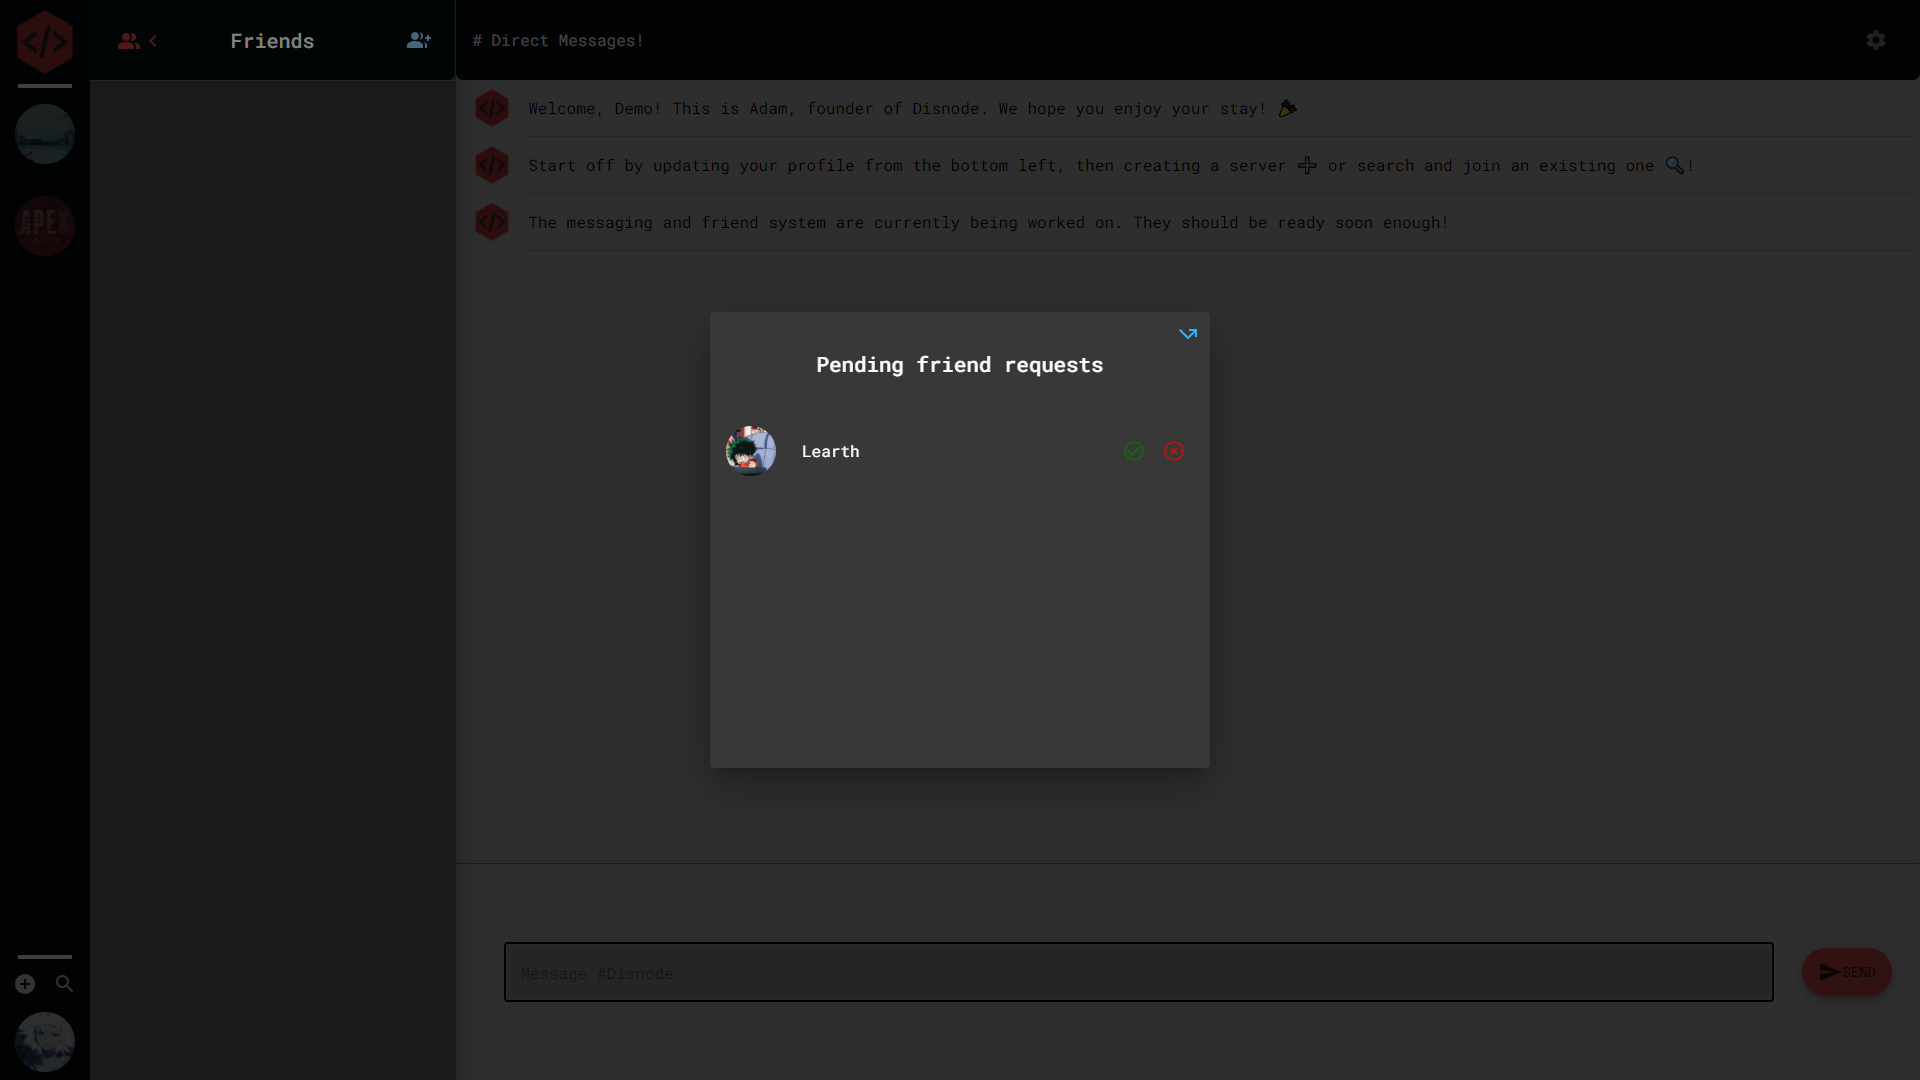 Friends
# Direct Messages!
Welcome, Demo! This is Adam, founder of Disnode. We hope you enjoy your stay! 🎉
Start off by updating your profile from the bottom left, then creating a server ➕ or search and join an existing one 🔍!
APEX
The messaging and friend system are currently being worked on. They should be ready soon enough!
Pending friend requests
Learth
Message #Disnode
SEND